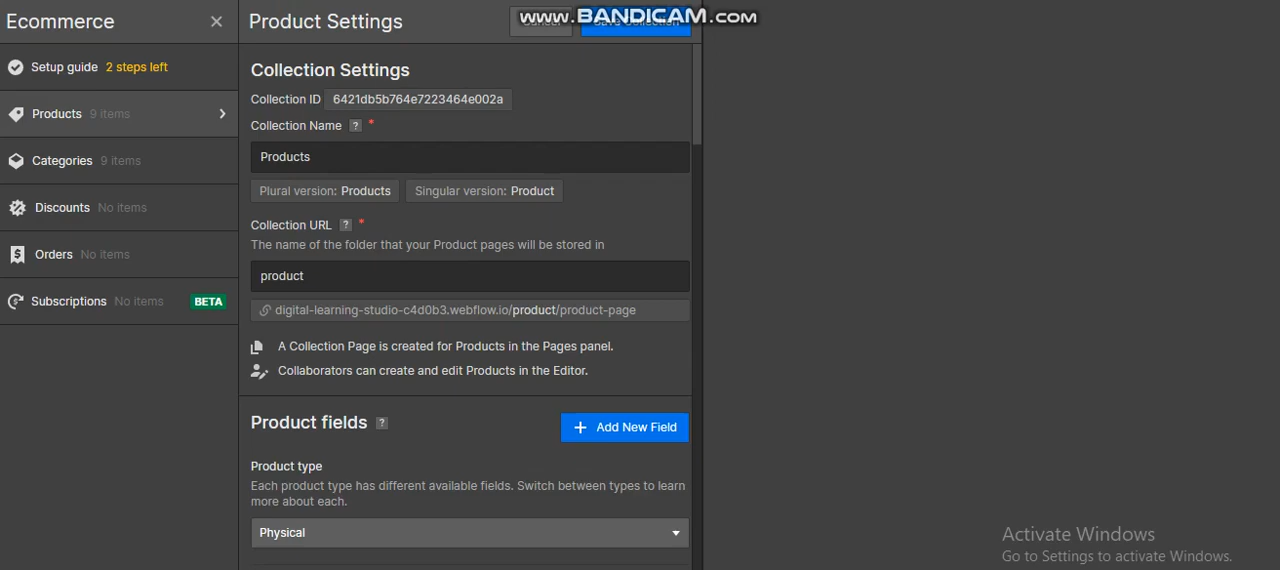 Ecommerce
Product Settings
Cancel
Save Collection
www.BANDICAM.com
Setup guide 2 steps left
Products 9 items
Categories 9 items
Discounts No items
Orders No items
Subscriptions No items BETA
Collection Settings
Collection ID 6421db5b764e7223464e002a
Collection Name ? *
Products
Plural version: Products Singular version: Product
Collection URL ? *
The name of the folder that your Product pages will be stored in
product
digital-learning-studio-c4d0b3.webflow.io/product/product-page
A Collection Page is created for Products in the Pages panel.
Collaborators can create and edit Products in the Editor.
Product fields ?
+ Add New Field
Product type
Each product type has different available fields. Switch between types to learn
more about each.
Physical
Activate Windows
Go to Settings to activate Windows.